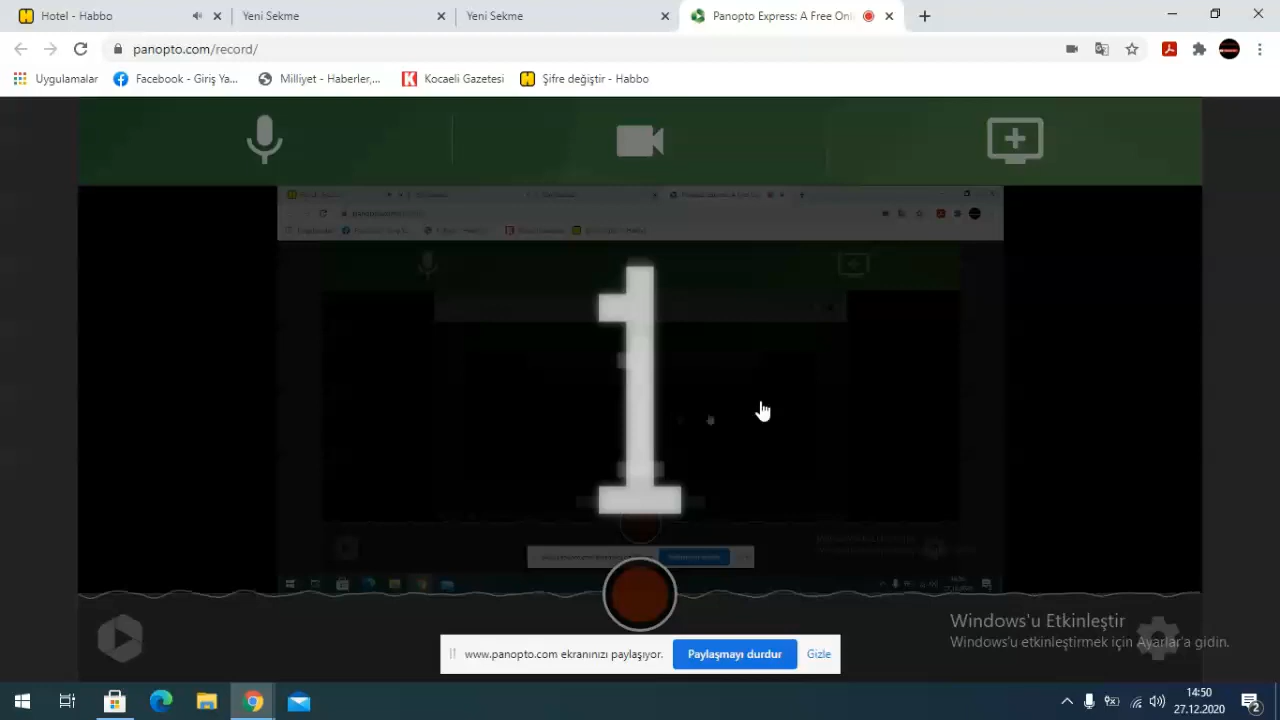 Hotel - Habbo
Yeni Sekme
Yeni Sekme
Panopto Express: A Free Onli
panopto.com/record/
Uygulamalar
Facebook - Giriş Ya...
Milliyet - Haberler,...
Kocaeli Gazetesi
Şifre değiştir - Habbo
1
Windows'u Etkinleştir
Windows'u etkinleştirmek için Ayarlar'a gidin.
www.panopto.com ekranınızı paylaşıyor.
Paylaşmayı durdur
Gizle
14:50
27.12.2020
2